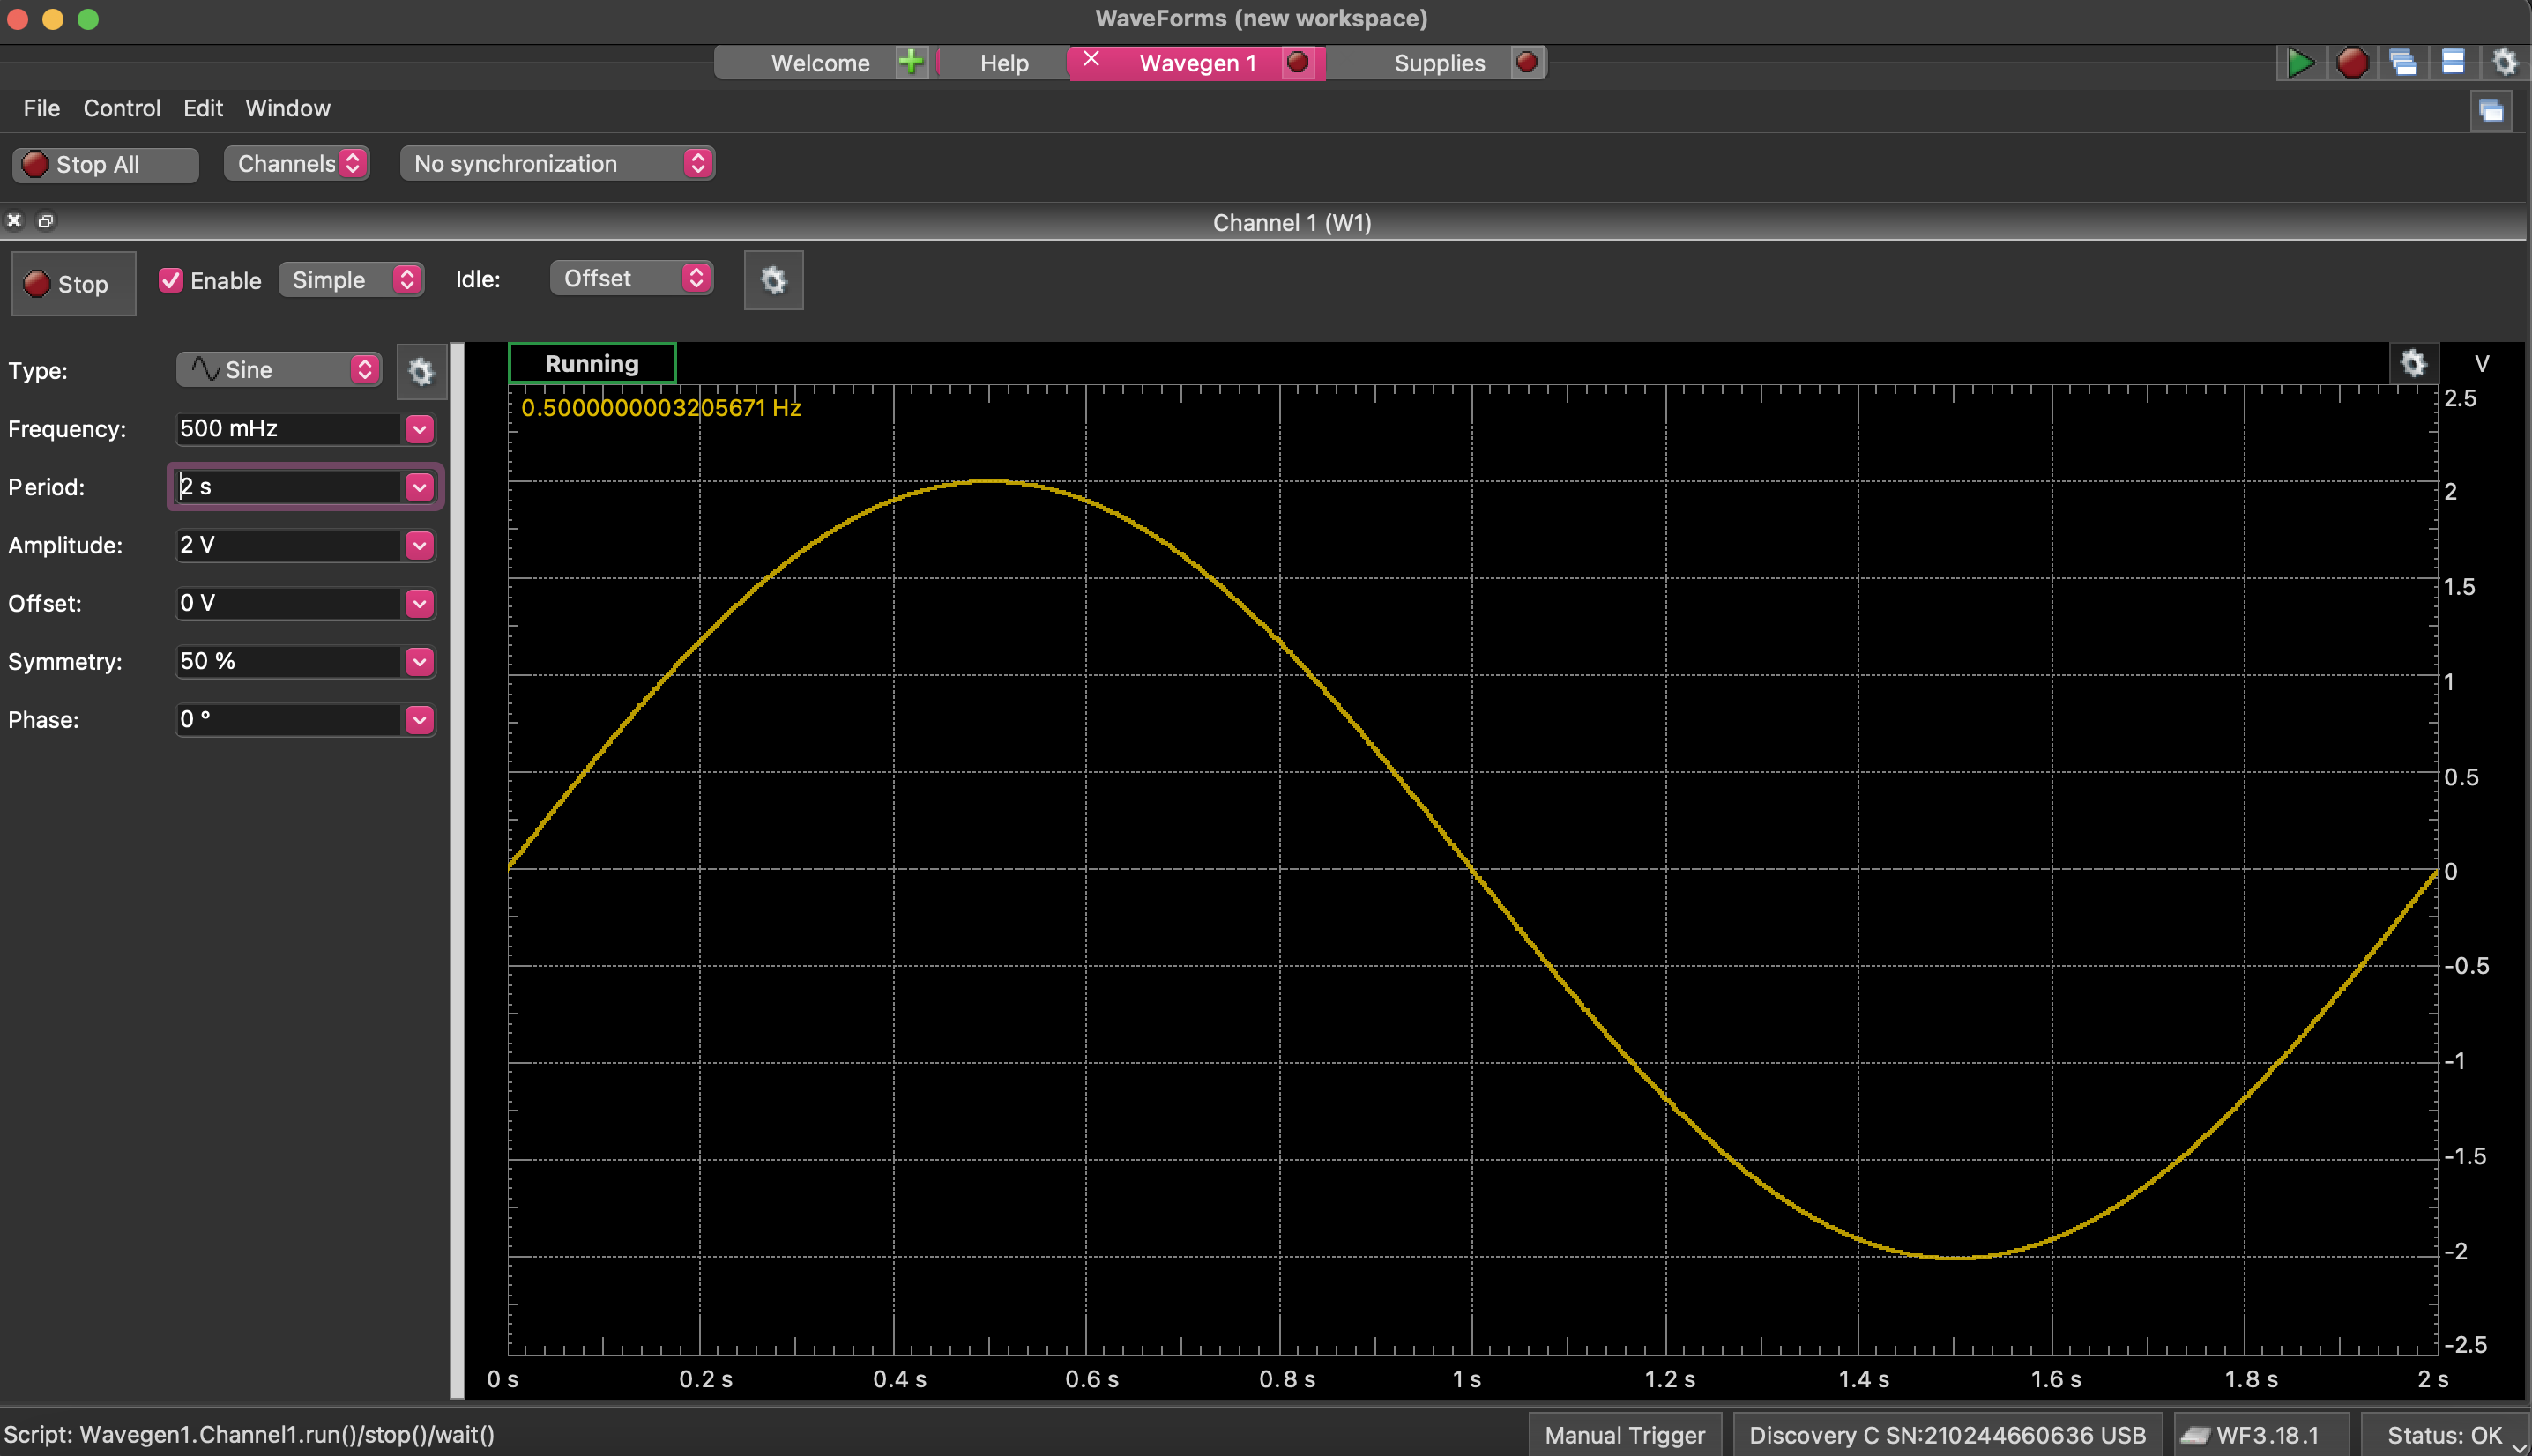 WaveForms (new workspace)
Welcome Help Wavegen 1 Supplies
File Control Edit Window
Stop All Channels No synchronization
Channel 1 (W1)
Stop Enable Simple Idle: Offset
Type: Sine
Frequency: 500 mHz
Period: 2 s
Amplitude: 2 V
Offset: 0 V
Symmetry: 50 %
Phase: 0 °
Running V
0.5000000003205671 Hz
2.5
2
1.5
1
0.5
0
-0.5
-1
-1.5
-2
-2.5
0 s 0.2 s 0.4 s 0.6 s 0.8 s 1 s 1.2 s 1.4 s 1.6 s 1.8 s 2 s
Script: Wavegen1.Channel1.run()/stop()/wait() Manual Trigger Discovery C SN:210244660636 USB WF3.18.1 Status: OK